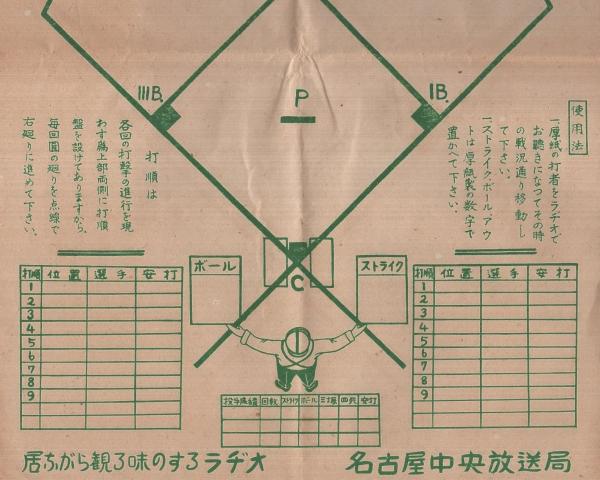 使用法
一、厚紙の打者をラヂオで
お聴きになつてその時
の戦況通り移動し
て下さい。
一、ストライクボール、アウ
トは厚紙製の数字で
置かへて下さい。
打順は
各回の打撃の進行を現
わす為上部両側に打順
盤を設けてありますから
毎回圓の廻りを点線で
右廻りに進めて下さい。
IIIB.
P
IB.
ボール
ストライク
C
打順 位置 選手 安打
1
2
3
4
5
6
7
8
9
打順 位置 選手 安打
1
2
3
4
5
6
7
8
9
投手成績 回数 ストライク ボール 三振 四死 安打
居ながら観る味のするラヂオ
名古屋中央放送局